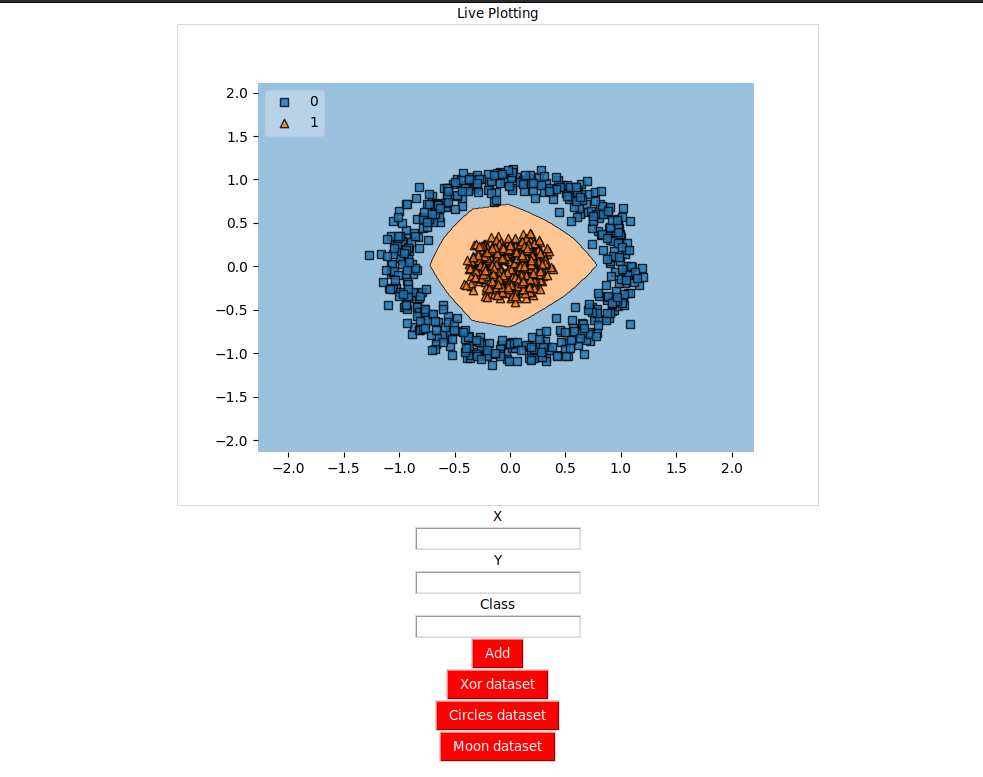 Live Plotting
0
1
2.0
1.5
1.0
0.5
0.0
−0.5
−1.0
−1.5
−2.0
−2.0 −1.5 −1.0 −0.5 0.0 0.5 1.0 1.5 2.0
X
Y
Class
Add
Xor dataset
Circles dataset
Moon dataset